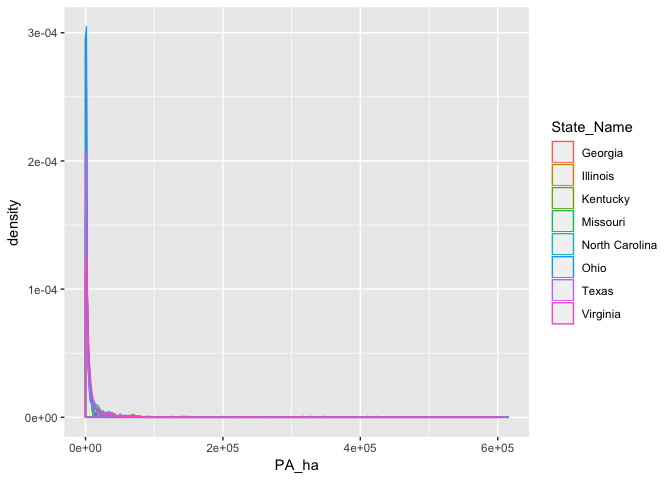 3e-04
2e-04
1e-04
0e+00
density
0e+00 2e+05 4e+05 6e+05
PA_ha
State_Name
Georgia
Illinois
Kentucky
Missouri
North Carolina
Ohio
Texas
Virginia